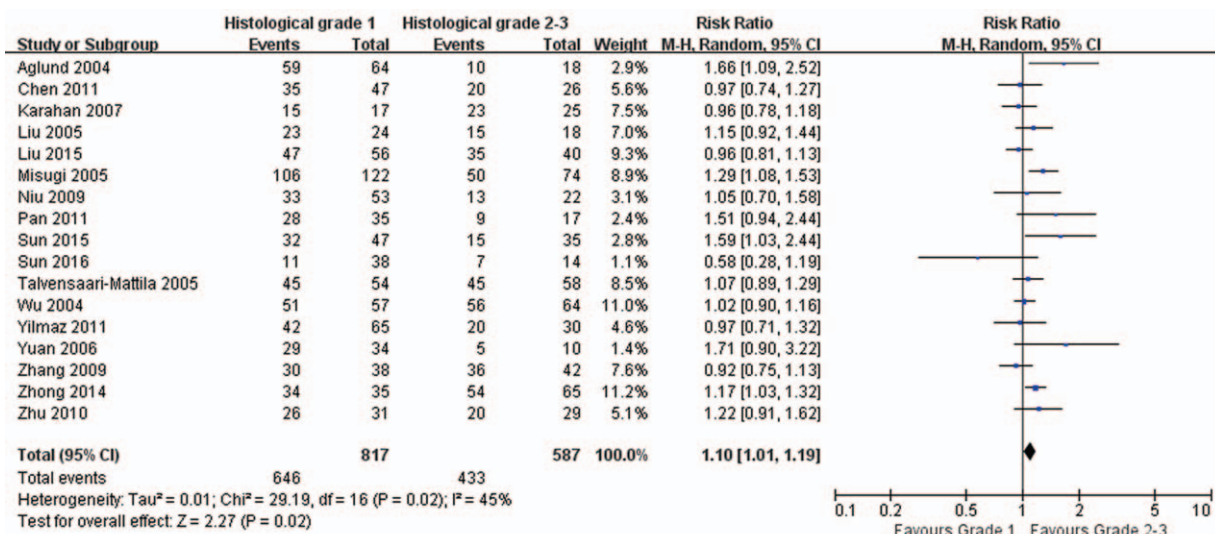 Histological grade 1 Histological grade 2-3 Risk Ratio Risk Ratio
Study or Subgroup Events Total Events Total Weight M-H, Random, 95% CI M-H, Random, 95% CI
Aglund 2004 59 64 10 18 2.9% 1.66 [1.09, 2.52]
Chen 2011 35 47 20 26 5.6% 0.97 [0.74, 1.27]
Karahan 2007 15 17 23 25 7.5% 0.96 [0.78, 1.18]
Liu 2005 23 24 15 18 7.0% 1.15 [0.92, 1.44]
Liu 2015 47 56 35 40 9.3% 0.96 [0.81, 1.13]
Misugi 2005 106 122 50 74 8.9% 1.29 [1.08, 1.53]
Niu 2009 33 53 13 22 3.1% 1.05 [0.70, 1.58]
Pan 2011 28 35 9 17 2.4% 1.51 [0.94, 2.44]
Sun 2015 32 47 15 35 2.8% 1.59 [1.03, 2.44]
Sun 2016 11 38 7 14 1.1% 0.58 [0.28, 1.19]
Talvensaari-Mattila 2005 45 54 45 58 8.5% 1.07 [0.89, 1.29]
Wu 2004 51 57 56 64 11.0% 1.02 [0.90, 1.16]
Yilmaz 2011 42 65 20 30 4.6% 0.97 [0.71, 1.32]
Yuan 2006 29 34 5 10 1.4% 1.71 [0.90, 3.22]
Zhang 2009 30 38 36 42 7.6% 0.92 [0.75, 1.13]
Zhong 2014 34 35 54 65 11.2% 1.17 [1.03, 1.32]
Zhu 2010 26 31 20 29 5.1% 1.22 [0.91, 1.62]
Total (95% CI) 817 587 100.0% 1.10 [1.01, 1.19]
Total events 646 433
Heterogeneity: Tau² = 0.01; Chi² = 29.19, df = 16 (P = 0.02); I² = 45%
Test for overall effect: Z = 2.27 (P = 0.02)
0.1 0.2 0.5 1 2 5 10
Favours Grade 1 Favours Grade 2-3